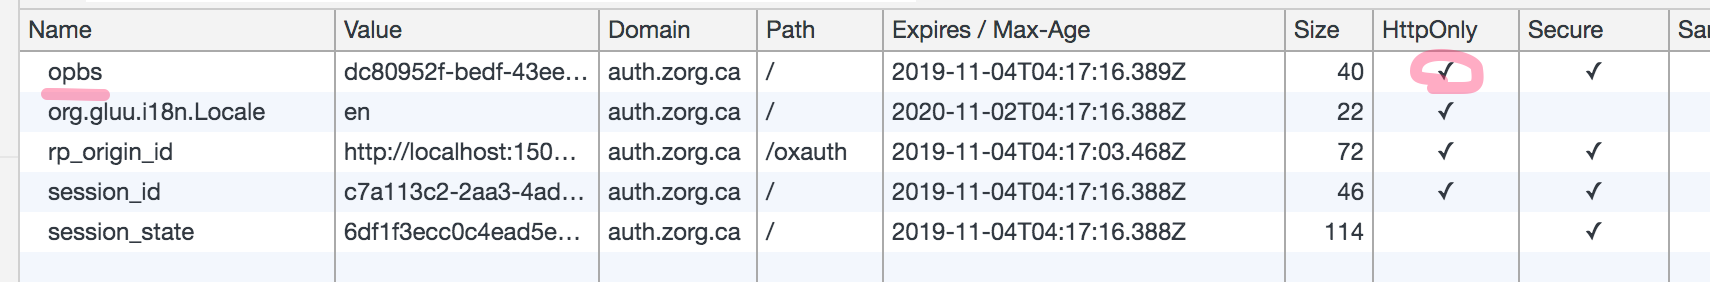 Name Value Domain Path Expires / Max-Age Size HttpOnly Secure Sa
opbs dc80952f-bedf-43ee... auth.zorg.ca / 2019-11-04T04:17:16.389Z 40 ✓ ✓
org.gluu.i18n.Locale en auth.zorg.ca / 2020-11-02T04:17:16.388Z 22 ✓
rp_origin_id http://localhost:150... auth.zorg.ca /oxauth 2019-11-04T04:17:03.468Z 72 ✓ ✓
session_id c7a113c2-2aa3-4ad... auth.zorg.ca / 2019-11-04T04:17:16.388Z 46 ✓ ✓
session_state 6df1f3ecc0c4ead5e... auth.zorg.ca / 2019-11-04T04:17:16.388Z 114 ✓